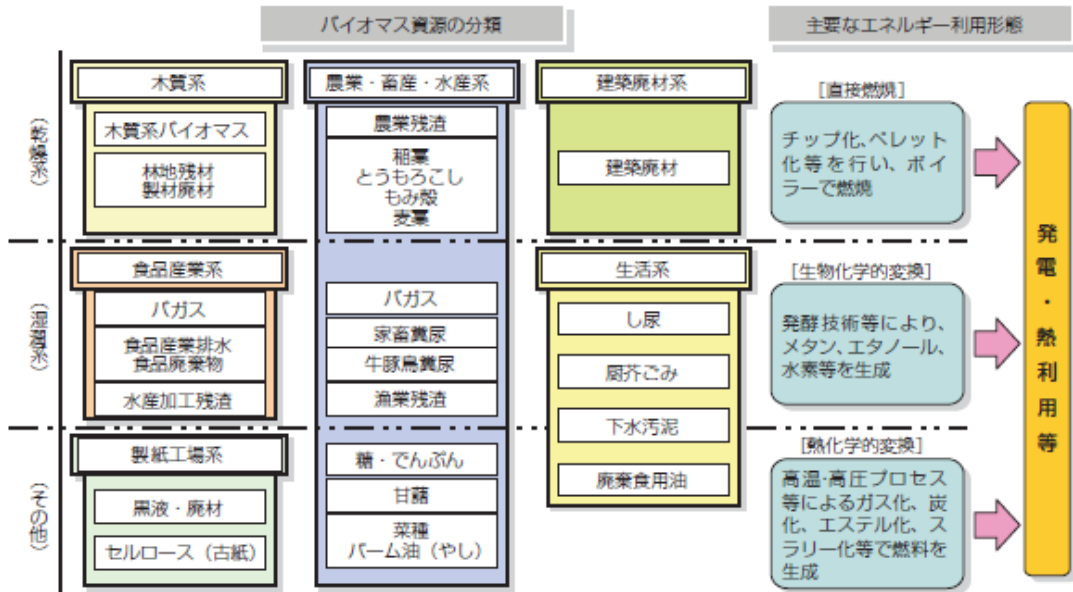 バイオマス資源の分類
主要なエネルギー利用形態
(乾燥系)
木質系
木質系バイオマス
林地残材
製材廃材
農業・畜産・水産系
農業残渣
稲藁
とうもろこし
もみ殻
麦藁
建築廃材系
建築廃材
[直接燃焼]
チップ化、ペレット
化等を行い、ボイ
ラーで燃焼
(湿潤系)
食品産業系
バガス
食品産業排水
食品廃棄物
水産加工残渣
バガス
家畜糞尿
牛豚鳥糞尿
漁業残渣
生活系
し尿
厨芥ごみ
下水汚泥
廃棄食用油
[生物化学的変換]
発酵技術等により、
メタン、エタノール、
水素等を生成
(その他)
製紙工場系
黒液・廃材
セルロース（古紙）
糖・でんぷん
甘藷
菜種
パーム油（やし）
[熱化学的変換]
高温・高圧プロセス
等によるガス化、炭
化、エステル化、ス
ラリー化等で燃料を
生成
発電・熱利用等